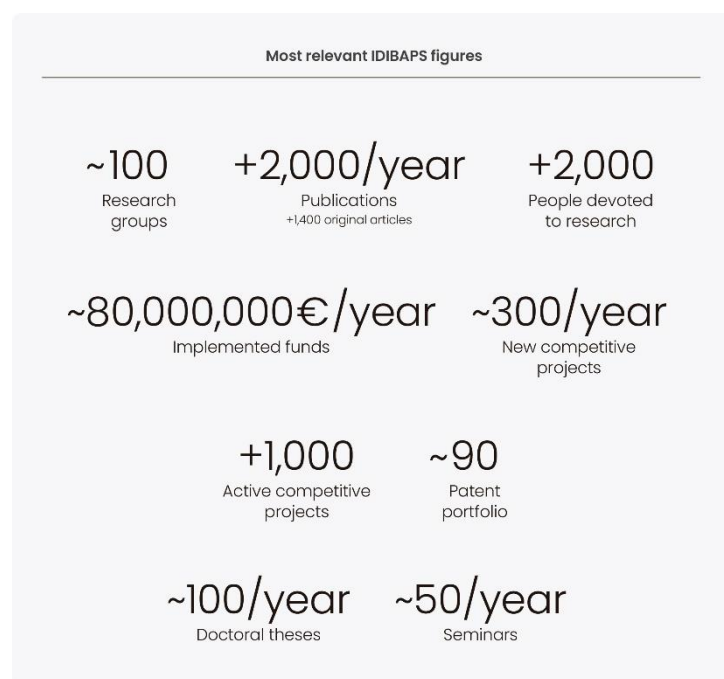 Most relevant IDIBAPS figures
~100
Research
groups
+2,000/year
Publications
+1,400 original articles
+2,000
People devoted
to research
~80,000,000€/year
Implemented funds
~300/year
New competitive
projects
+1,000
Active competitive
projects
~90
Patent
portfolio
~100/year
Doctoral theses
~50/year
Seminars